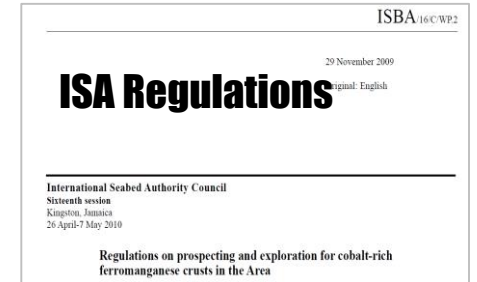 ISBA/16/C/WP.2
29 November 2009
ISA Regulations
Original: English
International Seabed Authority Council
Sixteenth session
Kingston, Jamaica
26 April-7 May 2010
Regulations on prospecting and exploration for cobalt-rich
ferromanganese crusts in the Area